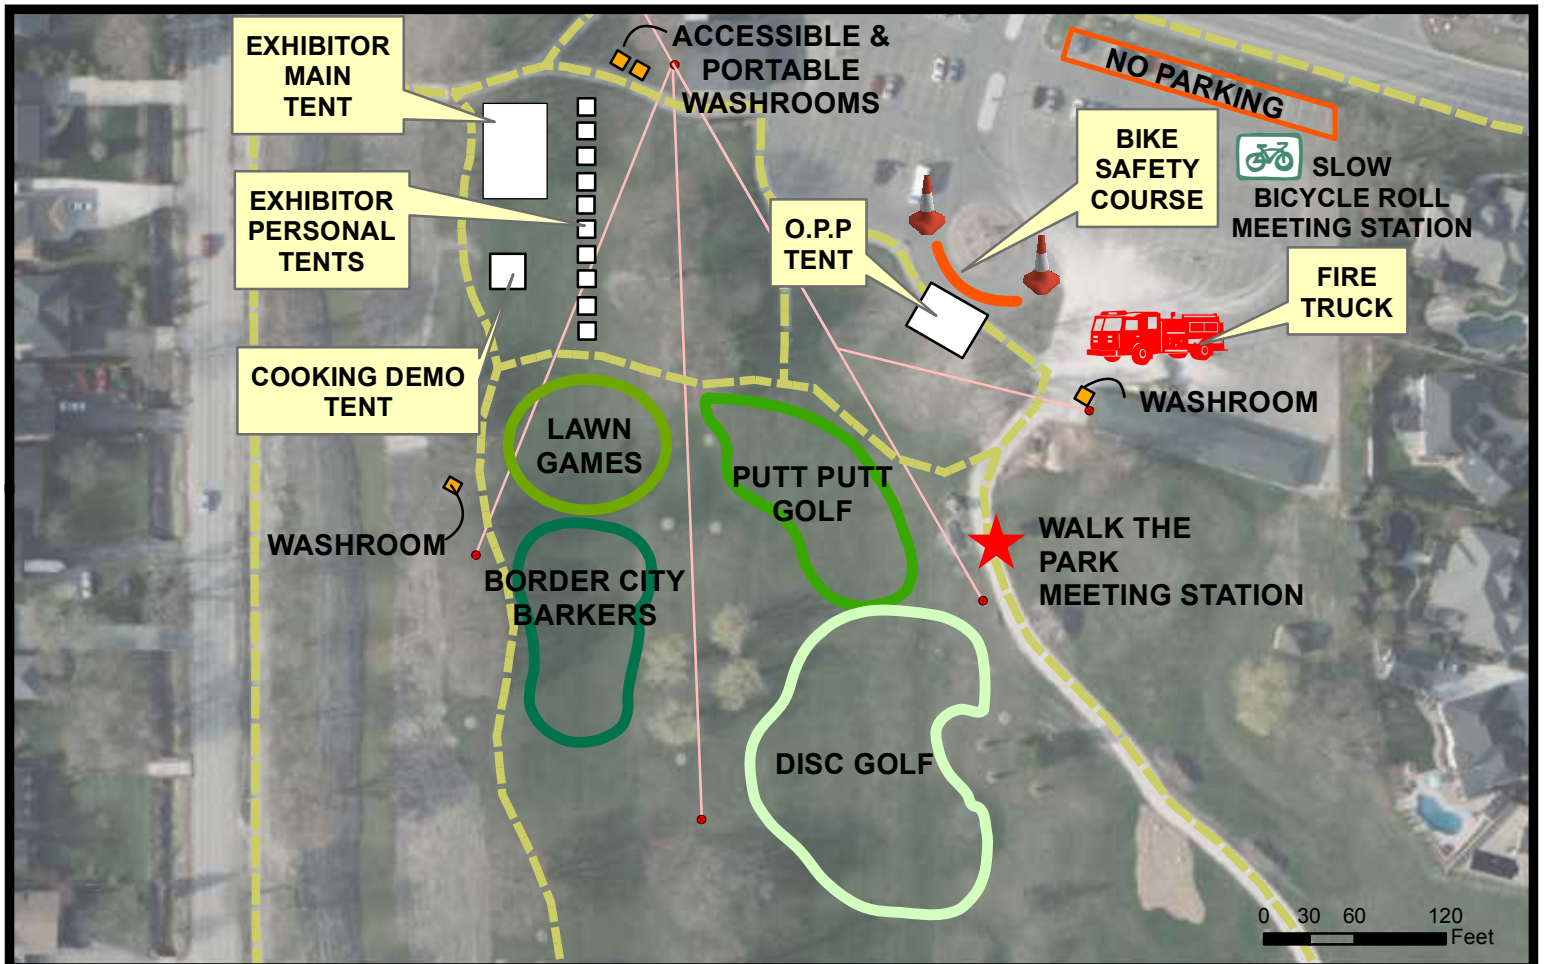 EXHIBITOR
MAIN
TENT
ACCESSIBLE &
PORTABLE
WASHROOMS
NO PARKING
BIKE
SAFETY
COURSE
SLOW
BICYCLE ROLL
MEETING STATION
EXHIBITOR
PERSONAL
TENTS
O.P.P
TENT
FIRE
TRUCK
COOKING DEMO
TENT
WASHROOM
LAWN
GAMES
PUTT PUTT
GOLF
WASHROOM
WALK THE
PARK
MEETING STATION
BORDER CITY
BARKERS
DISC GOLF
0 30 60 120
Feet